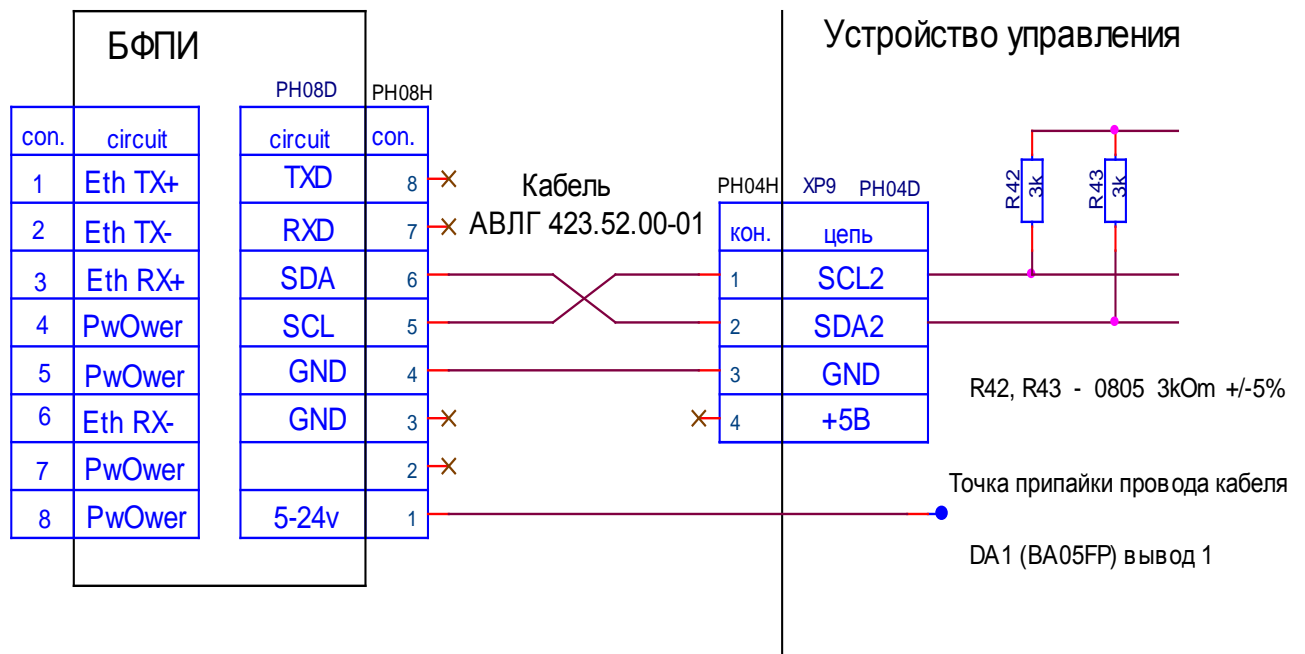 БФПИ
Устройство управления
PH08D PH08H
con. circuit circuit con.
1 Eth TX+ TXD 8
2 Eth TX- RXD 7
3 Eth RX+ SDA 6
4 PwOwer SCL 5
5 PwOwer GND 4
6 Eth RX- GND 3
7 PwOwer 2
8 PwOwer 5-24v 1
Кабель
АВЛГ 423.52.00-01
PH04H XP9 PH04D
кон. цепь
1 SCL2
2 SDA2
3 GND
4 +5В
R42 3k
R43 3k
R42, R43 - 0805 3kOm +/-5%
Точка припайки провода кабеля
DA1 (BA05FP) вывод 1